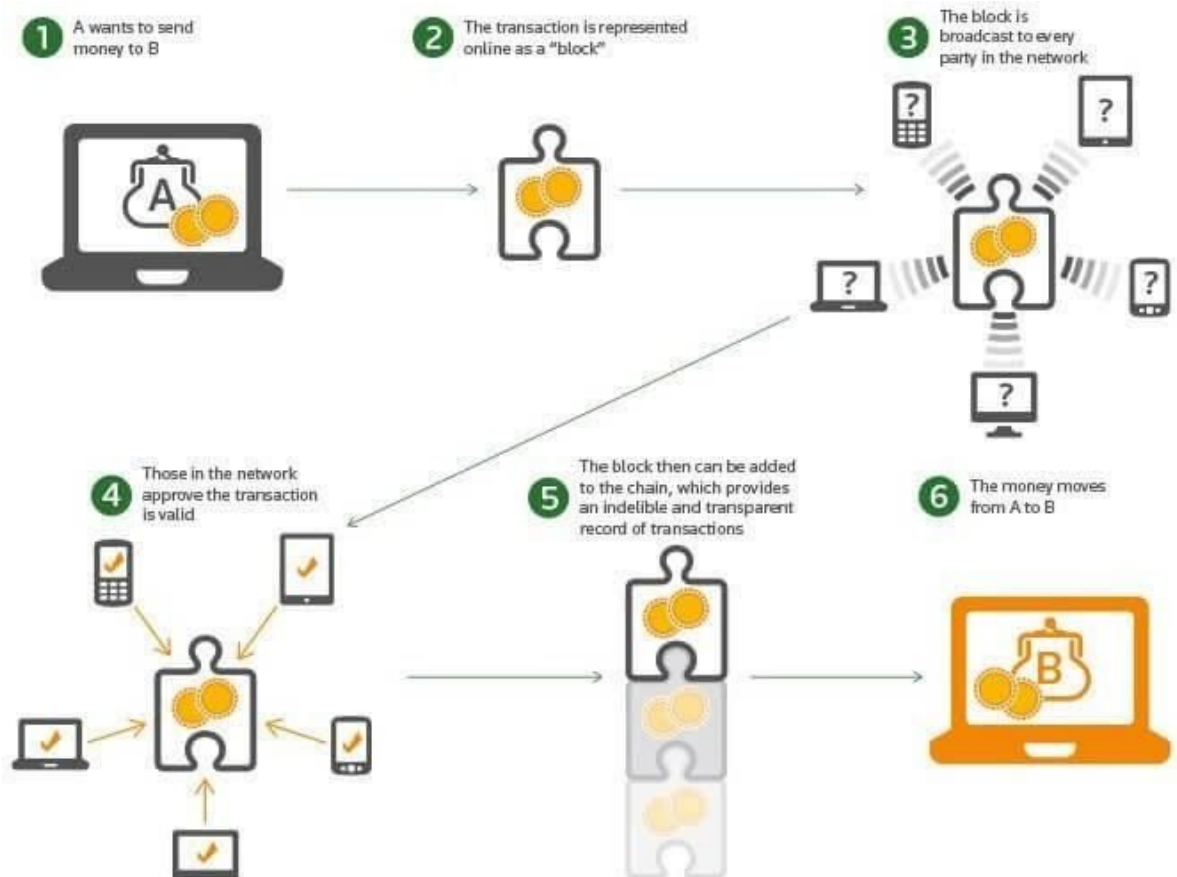 1
A wants to send
money to B
2
The transaction is represented
online as a “block”
3
The block is
broadcast to every
party in the network
A
?
?
?
?
?
4
Those in the network
approve the transaction
is valid
5
The block then can be added
to the chain, which provides
an indelible and transparent
record of transactions
6
The money moves
from A to B
B